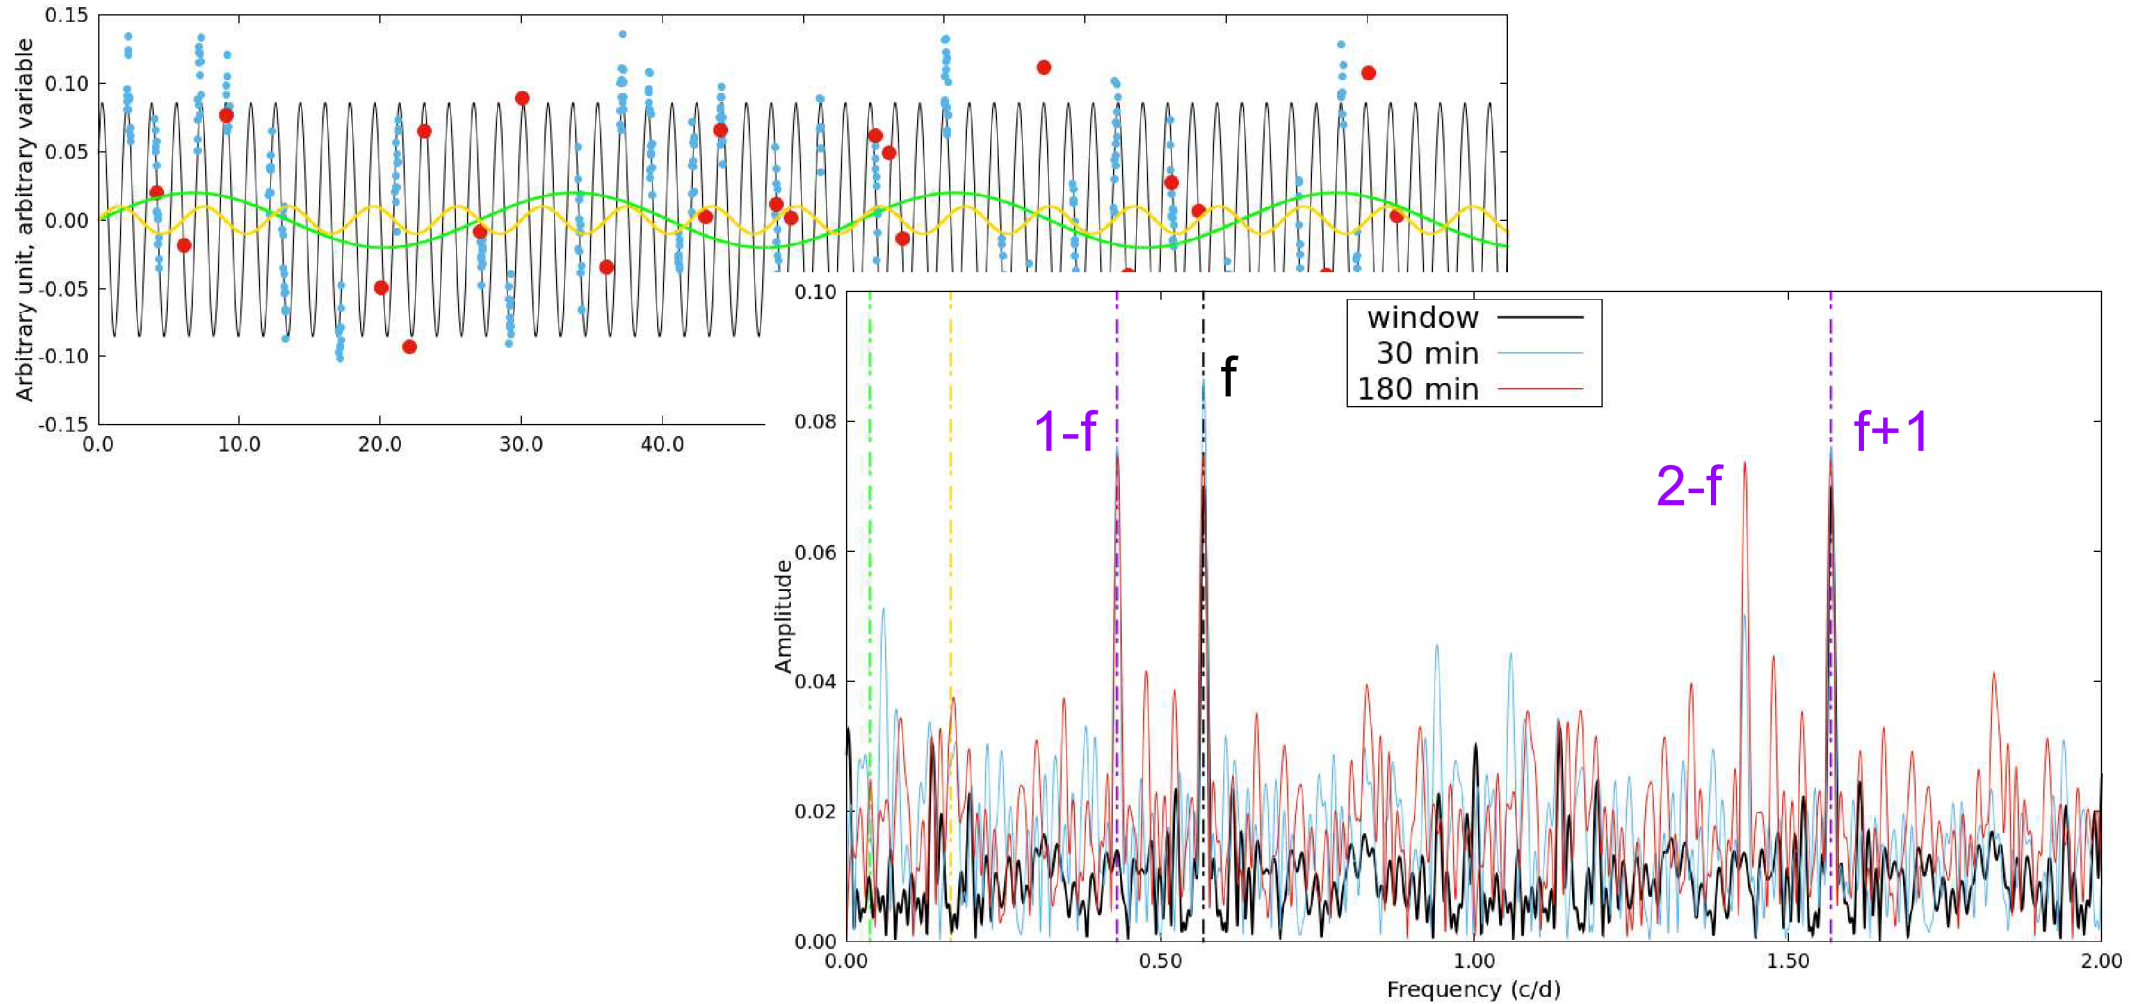 Arbitrary unit, arbitrary variable
0.15
0.10
0.05
0.00
-0.05
-0.10
-0.15
0.0
10.0
20.0
30.0
40.0
Amplitude
0.10
0.08
0.06
0.04
0.02
0.00
window
30 min
180 min
f
1-f
2-f
f+1
0.00
0.50
1.00
1.50
2.00
Frequency (c/d)